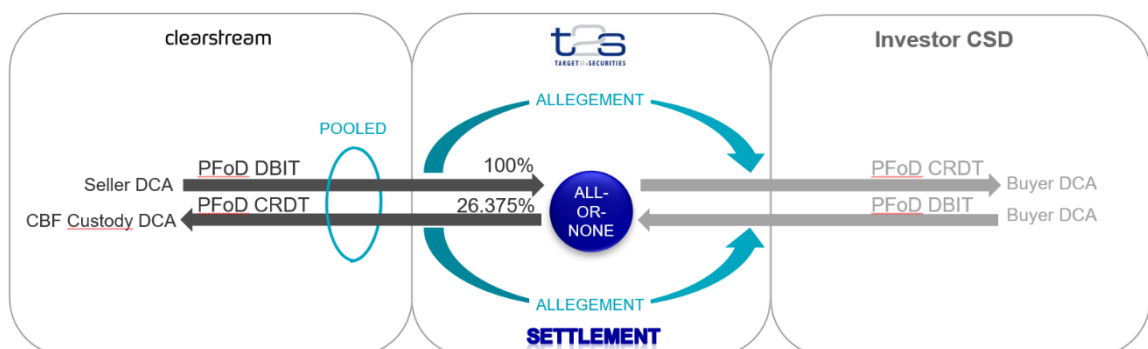 clearstream
t2s
TARGET2-SECURITIES
Investor CSD
ALLEGEMENT
POOLED
PFoD DBIT
100%
PFoD CRDT
Seller DCA
Buyer DCA
ALL-
OR-
NONE
CBF Custody DCA
PFoD CRDT
26.375%
PFoD DBIT
Buyer DCA
ALLEGEMENT
SETTLEMENT